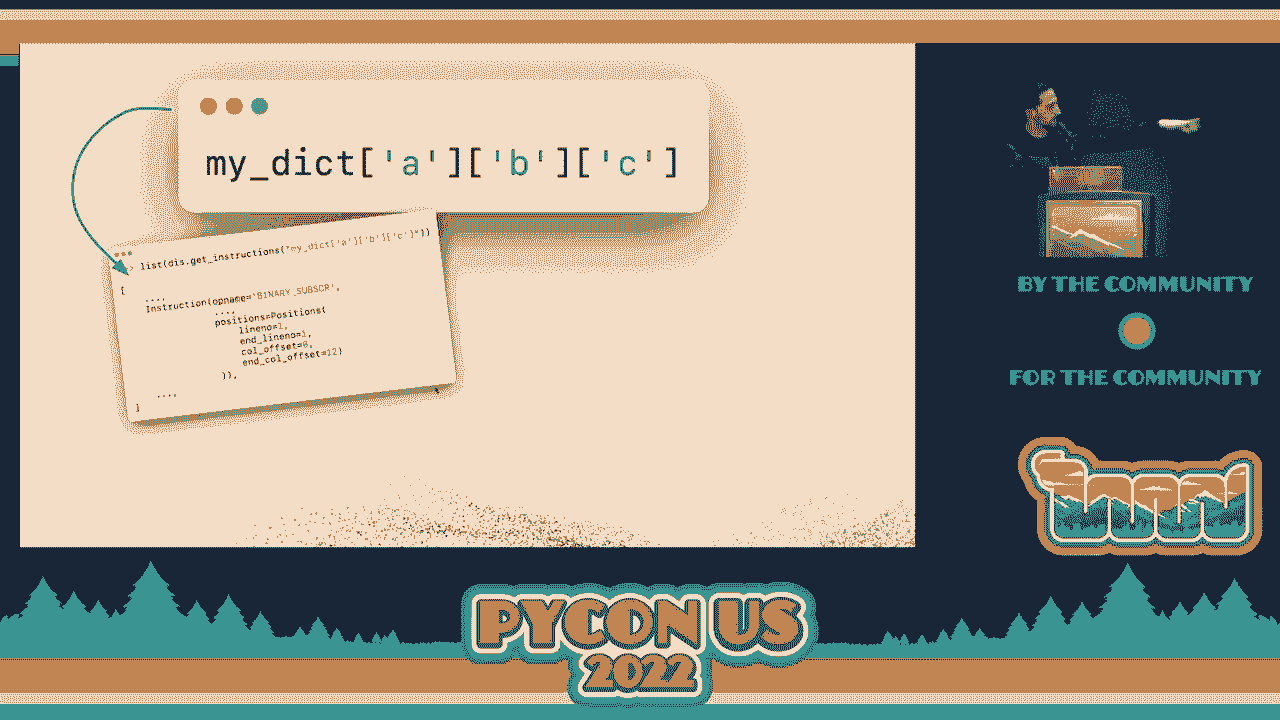 my_dict['a']['b']['c']
list(dis.get_instructions("my_dict['a']['b']['c']"))
[
...,
Instruction(opname='BINARY_SUBSCR',
...,
positions=Positions(
lineno=1,
end_lineno=1,
col_offset=0,
end_col_offset=12)
)),
...,
]
BY THE COMMUNITY
FOR THE COMMUNITY
PYCON US
2022